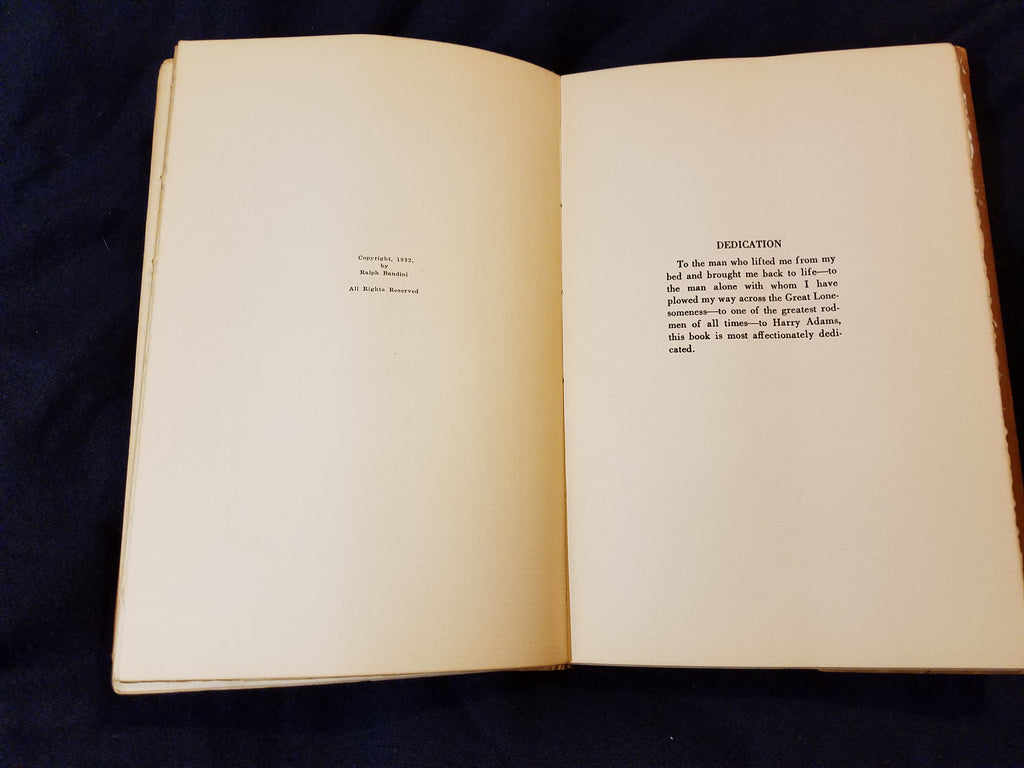 Copyright, 1932,
by
Ralph Bandini
All Rights Reserved
DEDICATION
To the man who lifted me from my
bed and brought me back to life—to
the man alone with whom I have
plowed my way across the Great Lone-
someness—to one of the greatest rod-
men of all times—to Harry Adams,
this book is most affectionately dedi-
cated.